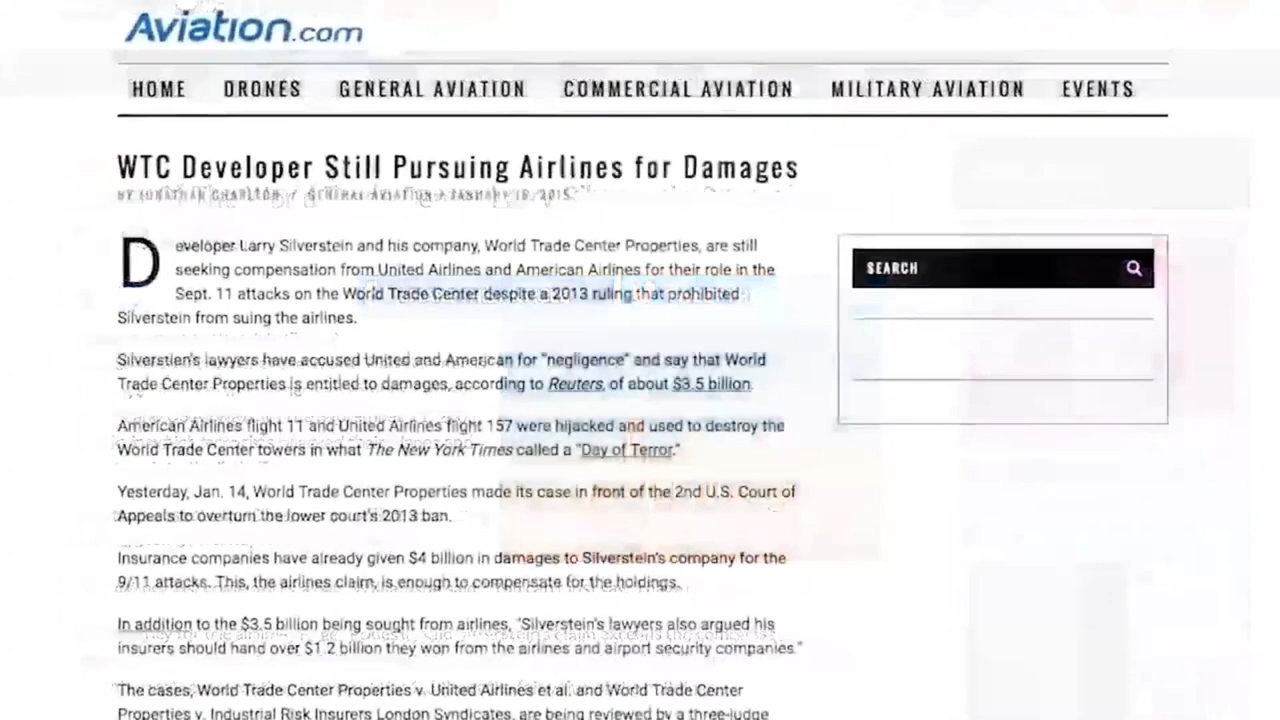 Aviation.com
HOME DRONES GENERAL AVIATION COMMERCIAL AVIATION MILITARY AVIATION EVENTS
WTC Developer Still Pursuing Airlines for Damages
BY JONATHAN CHARLTON / GENERAL AVIATION / JANUARY 15, 2015
Developer Larry Silverstein and his company, World Trade Center Properties, are still
seeking compensation from United Airlines and American Airlines for their role in the
Sept. 11 attacks on the World Trade Center despite a 2013 ruling that prohibited
Silverstein from suing the airlines.
SEARCH
Silverstien's lawyers have accused United and American for "negligence" and say that World
Trade Center Properties is entitled to damages, according to Reuters, of about $3.5 billion.
American Airlines flight 11 and United Airlines flight 157 were hijacked and used to destroy the
World Trade Center towers in what The New York Times called a "Day of Terror."
Yesterday, Jan. 14, World Trade Center Properties made its case in front of the 2nd U.S. Court of
Appeals to overturn the lower court's 2013 ban.
Insurance companies have already given $4 billion in damages to Silverstein's company for the
9/11 attacks. This, the airlines claim, is enough to compensate for the holdings.
In addition to the $3.5 billion being sought from airlines, "Silverstein's lawyers also argued his
insurers should hand over $1.2 billion they won from the airlines and airport security companies."
The cases, World Trade Center Properties v. United Airlines et al. and World Trade Center
Properties v. Industrial Risk Insurers London Syndicates, are being reviewed by a three-judge